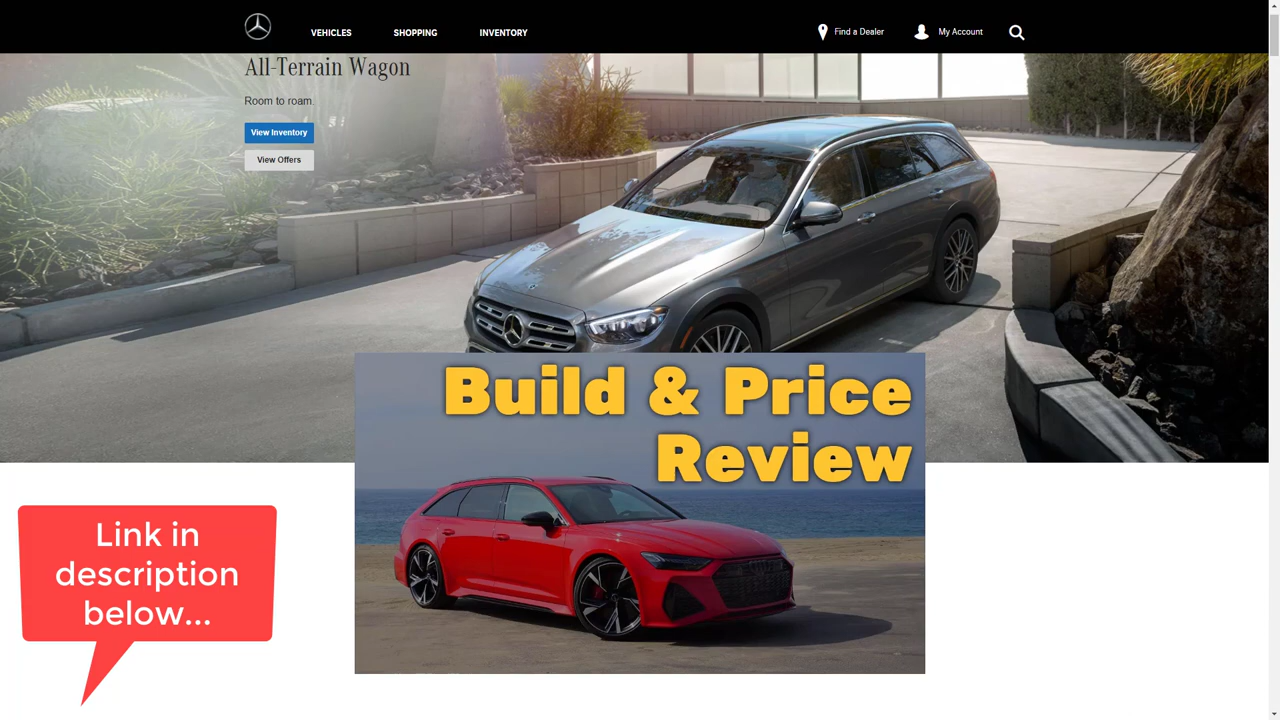 VEHICLES
SHOPPING
INVENTORY
Find a Dealer
My Account
All-Terrain Wagon
Room to roam.
View Inventory
View Offers
Build & Price
Review
Link in
description
below...